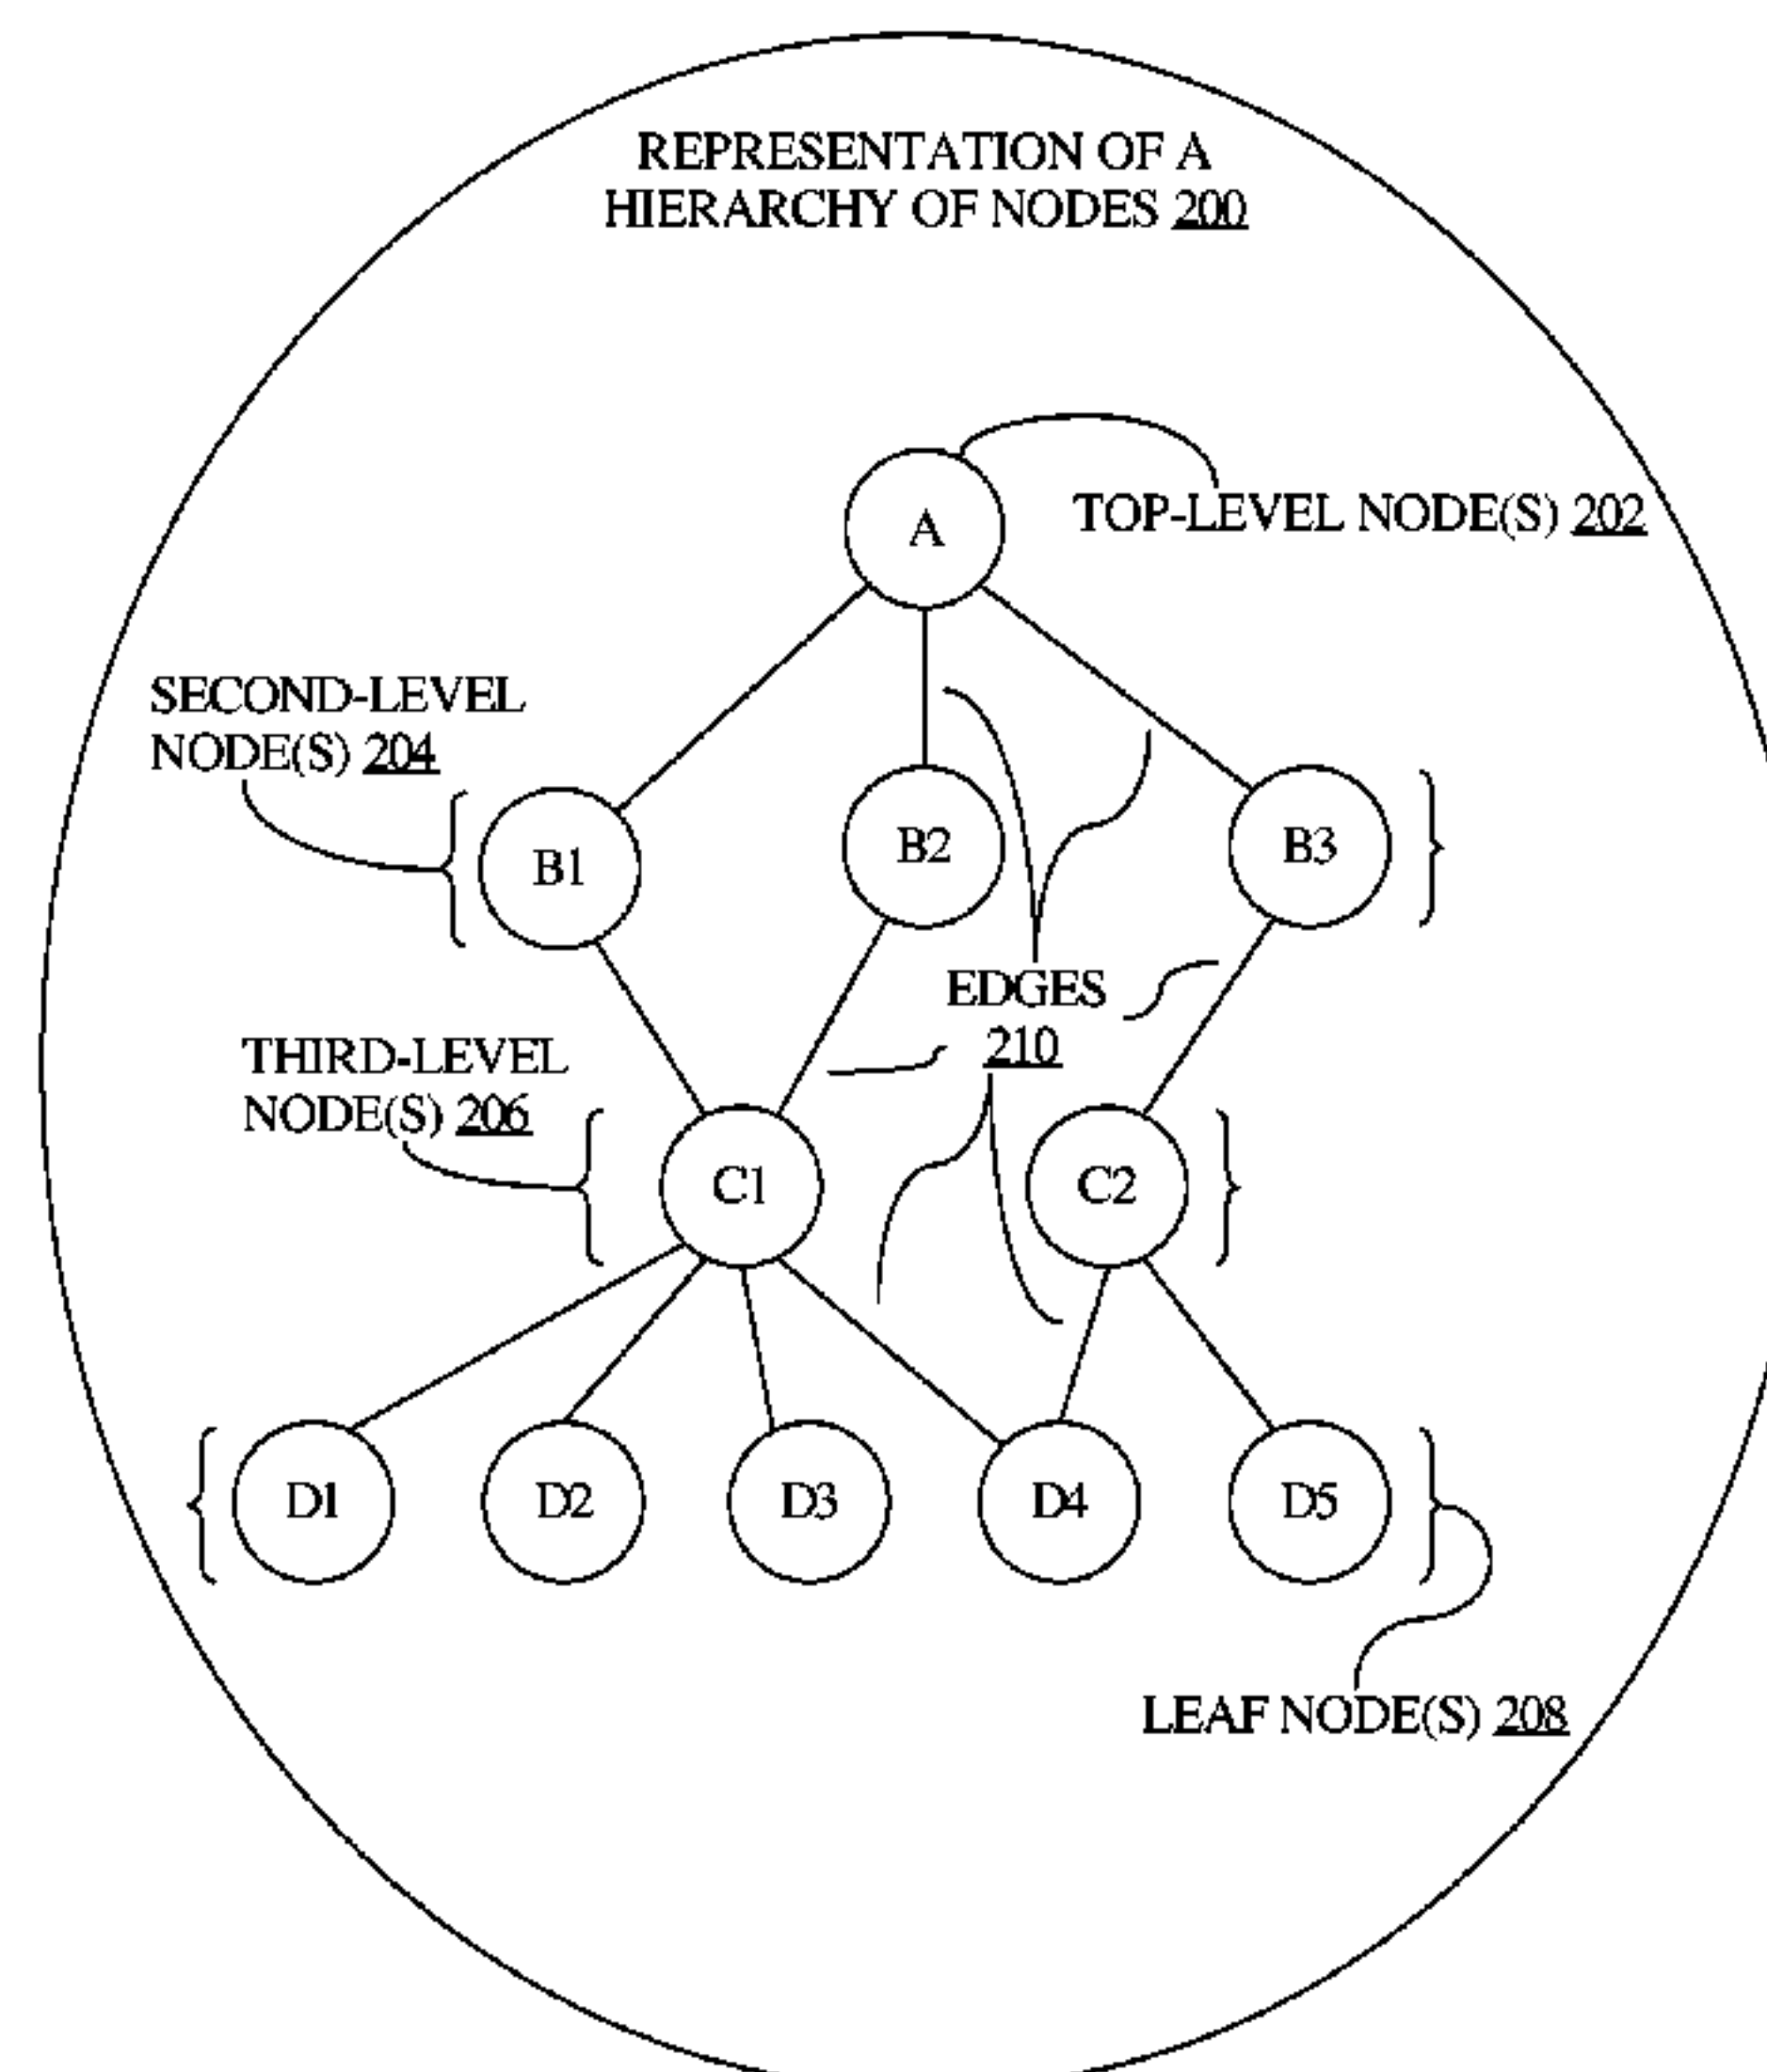 REPRESENTATION OF A
HIERARCHY OF NODES 200
A
TOP-LEVEL NODE(S) 202
SECOND-LEVEL
NODE(S) 204
B1
B2
B3
EDGES
210
THIRD-LEVEL
NODE(S) 206
C1
C2
D1
D2
D3
D4
D5
LEAF NODE(S) 208